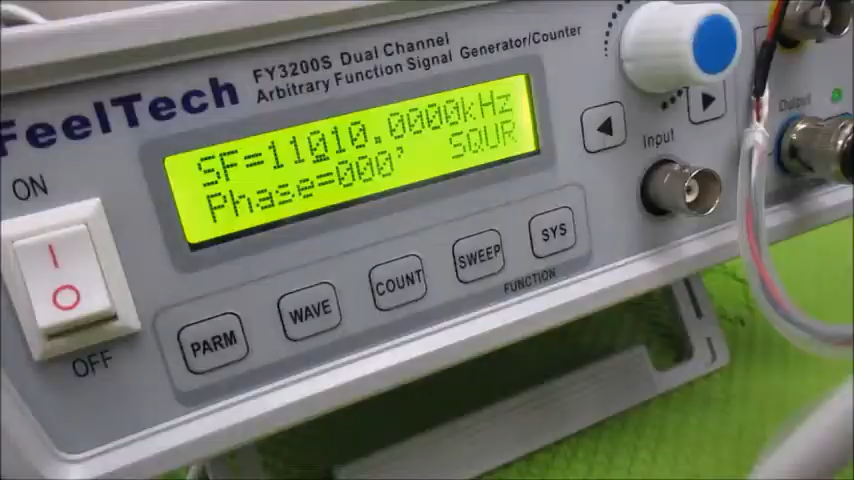 FeelTech
FY3200S Dual Channel
Arbitrary Function Signal Generator/Counter
SF=11010.0000kHz
Phase=000' SQUR
ON
OFF
PARM
WAVE
COUNT
SWEEP
SYS
FUNCTION
Input
Output